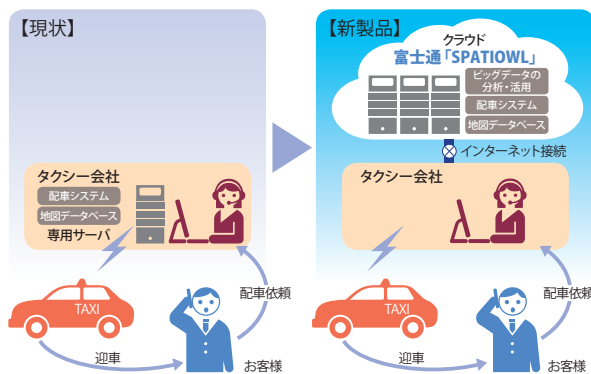 【現状】
タクシー会社
配車システム
地図データベース
専用サーバ
TAXI
配車依頼
迎車
お客様
【新製品】
クラウド
富士通「SPATIOWL」
ビッグデータの
分析・活用
配車システム
地図データベース
インターネット接続
タクシー会社
TAXI
配車依頼
迎車
お客様